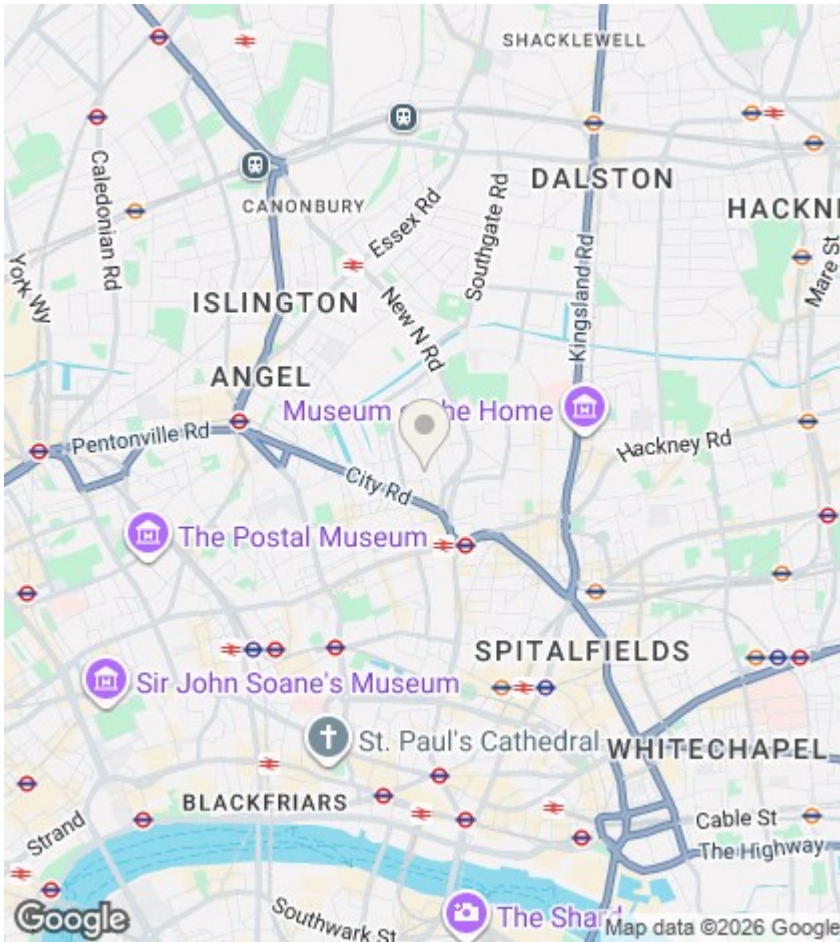 SHACKLEWELL
DALSTON
HACKN
CANONBURY
Caledonian Rd
Essex Rd
Southgate Rd
Mare St
York Wy
ISLINGTON
New N Rd
Kingsland Rd
ANGEL
Museum o he Home
Pentonville Rd
Hackney Rd
City Rd
The Postal Museum
SPITALFIELDS
Sir John Soane's Museum
St. Paul's Cathedral
WHITECHAPEL
BLACKFRIARS
Strand
Cable St
The Highway
Google
Southwark St
The Shard
Map data ©2026 Google